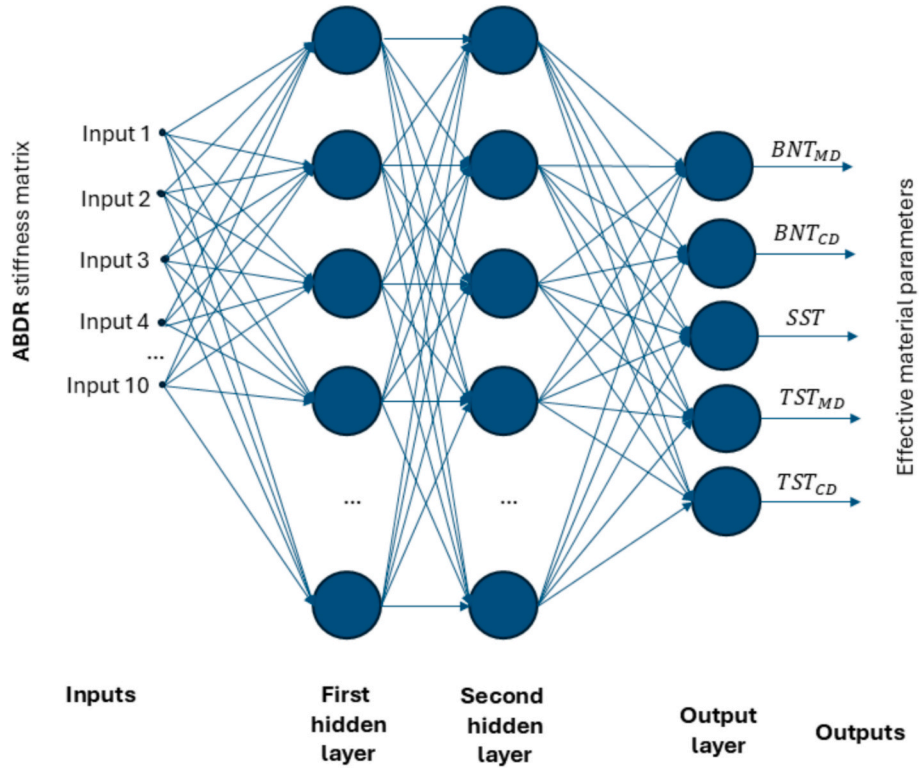 ABDR stiffness matrix
Input 1
Input 2
Input 3
Input 4
...
Input 10
...
...
BNT_MD
BNT_CD
SST
TST_MD
TST_CD
Effective material parameters
Inputs
First
hidden
layer
Second
hidden
layer
Output
layer
Outputs